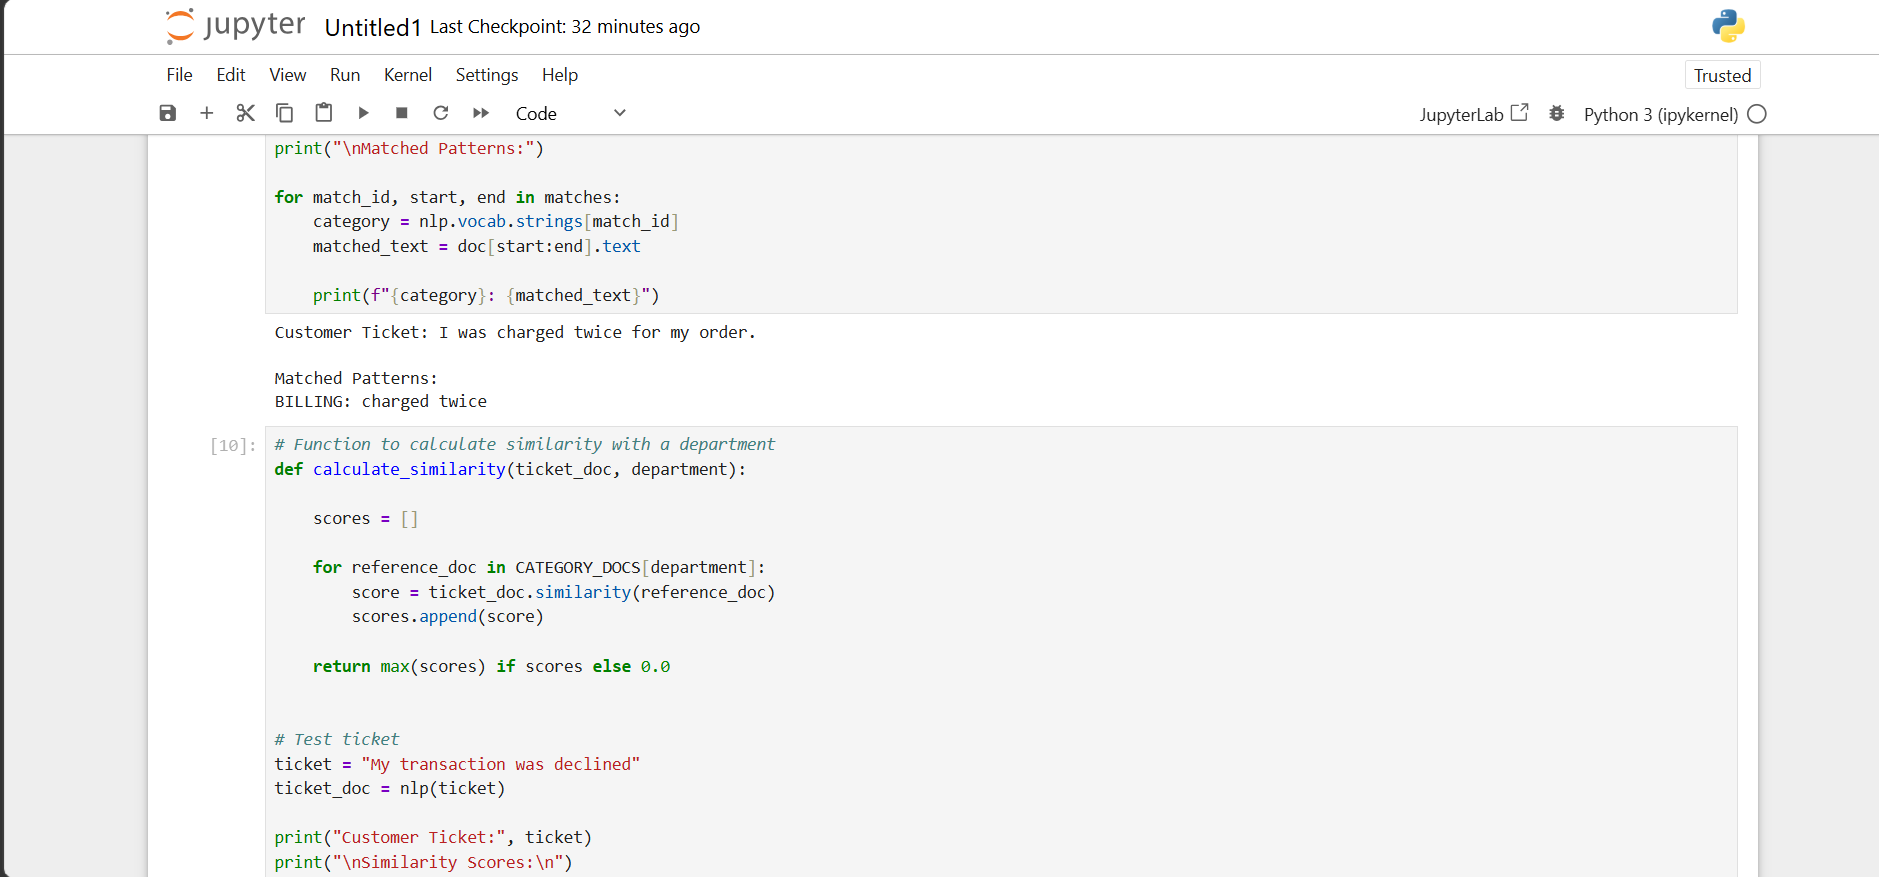 jupyter Untitled1 Last Checkpoint: 32 minutes ago
File Edit View Run Kernel Settings Help
Trusted
Code
JupyterLab Python 3 (ipykernel)
print("\nMatched Patterns:")
for match_id, start, end in matches:
    category = nlp.vocab.strings[match_id]
    matched_text = doc[start:end].text
    print(f"{category}: {matched_text}")
Customer Ticket: I was charged twice for my order.
Matched Patterns:
BILLING: charged twice
[10]:
# Function to calculate similarity with a department
def calculate_similarity(ticket_doc, department):
    scores = []
    for reference_doc in CATEGORY_DOCS[department]:
        score = ticket_doc.similarity(reference_doc)
        scores.append(score)
    return max(scores) if scores else 0.0
# Test ticket
ticket = "My transaction was declined"
ticket_doc = nlp(ticket)
print("Customer Ticket:", ticket)
print("\nSimilarity Scores:\n")